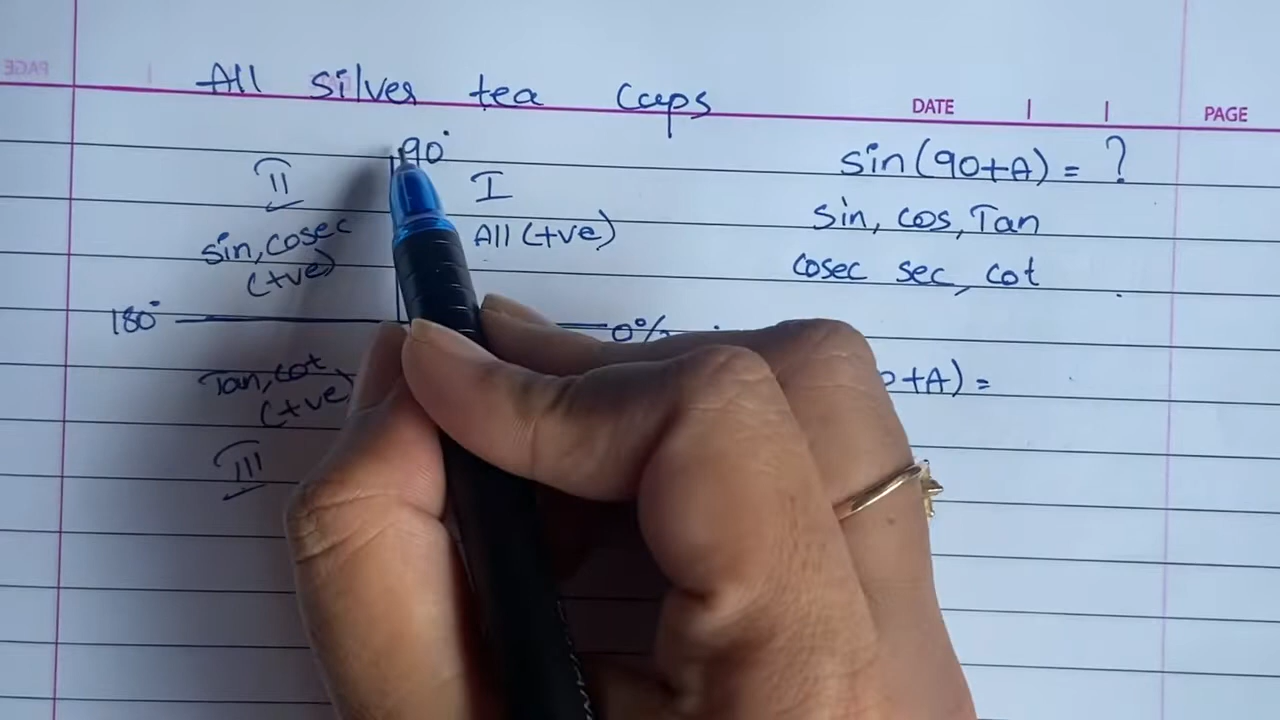 All silver tea cups
DATE
PAGE
90°
sin(90+A) = ?
II
I
sin, cos, Tan
sin, cosec
(+ve)
All (+ve)
cosec sec, cot
180°
0°/
Tan, cot
(+ve)
+A) =
III